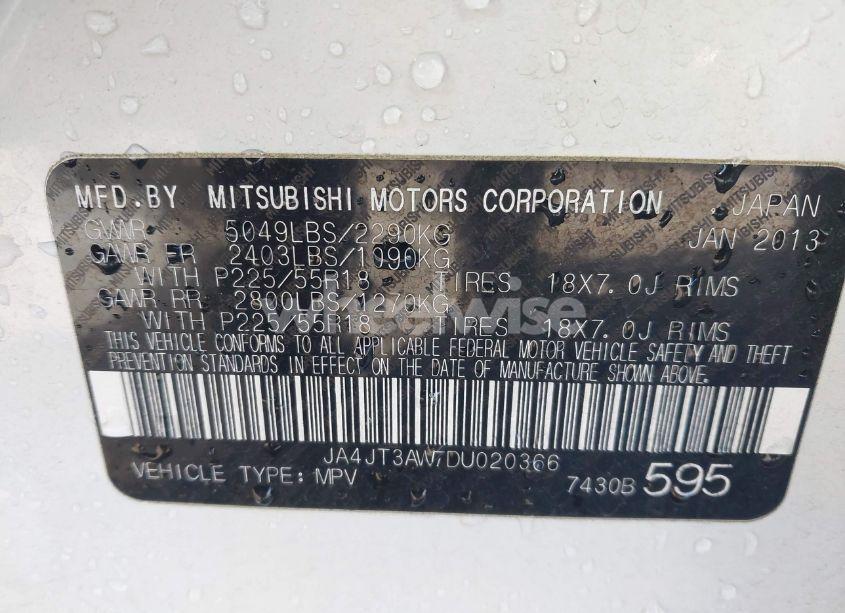 MFD.BY MITSUBISHI MOTORS CORPORATION JAPAN
GVWR 5049LBS/2290KG JAN 2013
GAWR FR 2403LBS/1090KG
WITH P225/55R18 TIRES 18X7.0J RIMS
GAWR RR 2800LBS/1270KG
WITH P225/55R18 TIRES 18X7.0J RIMS
THIS VEHICLE CONFORMS TO ALL APPLICABLE FEDERAL MOTOR VEHICLE SAFETY AND THEFT
PREVENTION STANDARDS IN EFFECT ON THE DATE OF MANUFACTURE SHOWN ABOVE.
JA4JT3AW7DU020366
VEHICLE TYPE: MPV 7430B 595